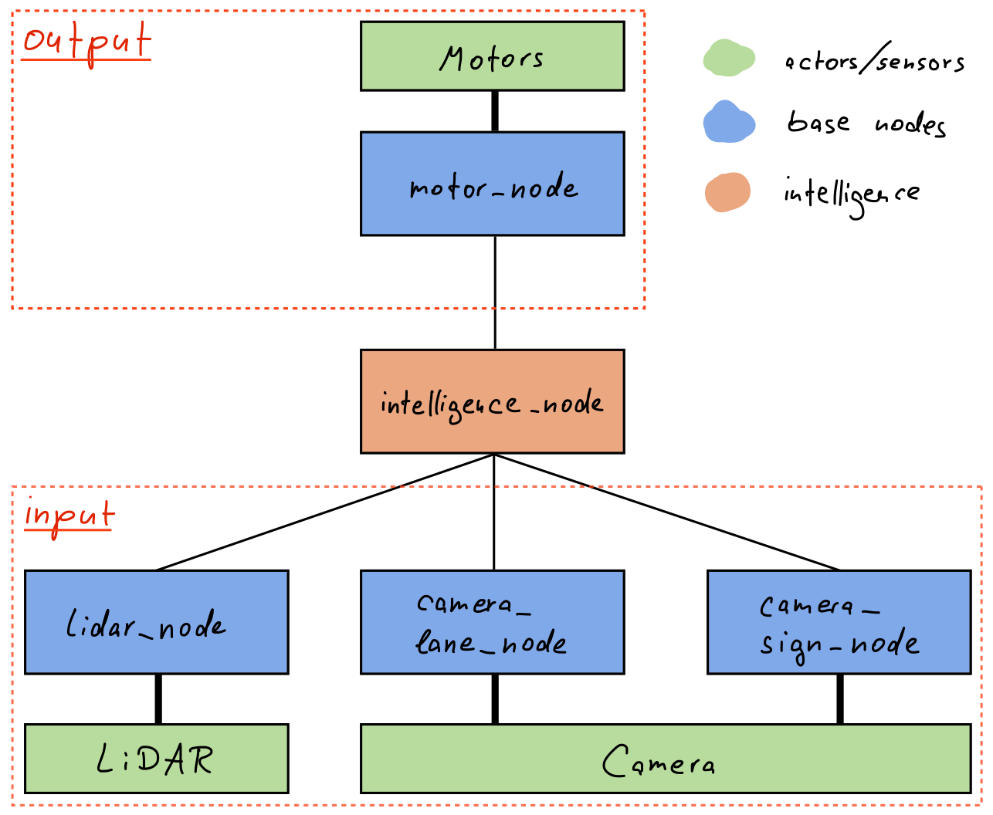 output
Motors
actors/sensors
base nodes
motor_node
intelligence
intelligence_node
input
lidar_node
camera_
lane_node
camera_
sign_node
LiDAR
Camera